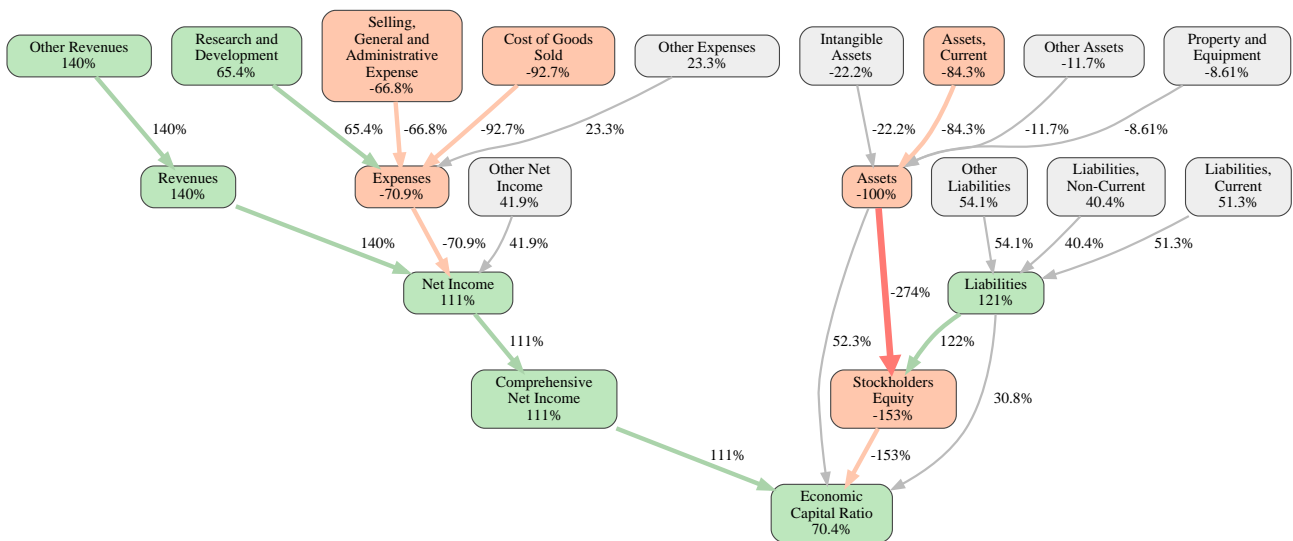 Other Revenues
140%
Research and
Development
65.4%
Selling,
General and
Administrative
Expense
-66.8%
Cost of Goods
Sold
-92.7%
Other Expenses
23.3%
Intangible
Assets
-22.2%
Assets,
Current
-84.3%
Other Assets
-11.7%
Property and
Equipment
-8.61%
140%
65.4%
-66.8%
-92.7%
23.3%
-22.2%
-84.3%
-11.7%
-8.61%
Revenues
140%
Expenses
-70.9%
Other Net
Income
41.9%
Assets
-100%
Other
Liabilities
54.1%
Liabilities,
Non-Current
40.4%
Liabilities,
Current
51.3%
140%
-70.9%
41.9%
54.1%
40.4%
51.3%
Net Income
111%
-274%
Liabilities
121%
111%
52.3%
122%
Comprehensive
Net Income
111%
Stockholders
Equity
-153%
30.8%
111%
-153%
Economic
Capital Ratio
70.4%